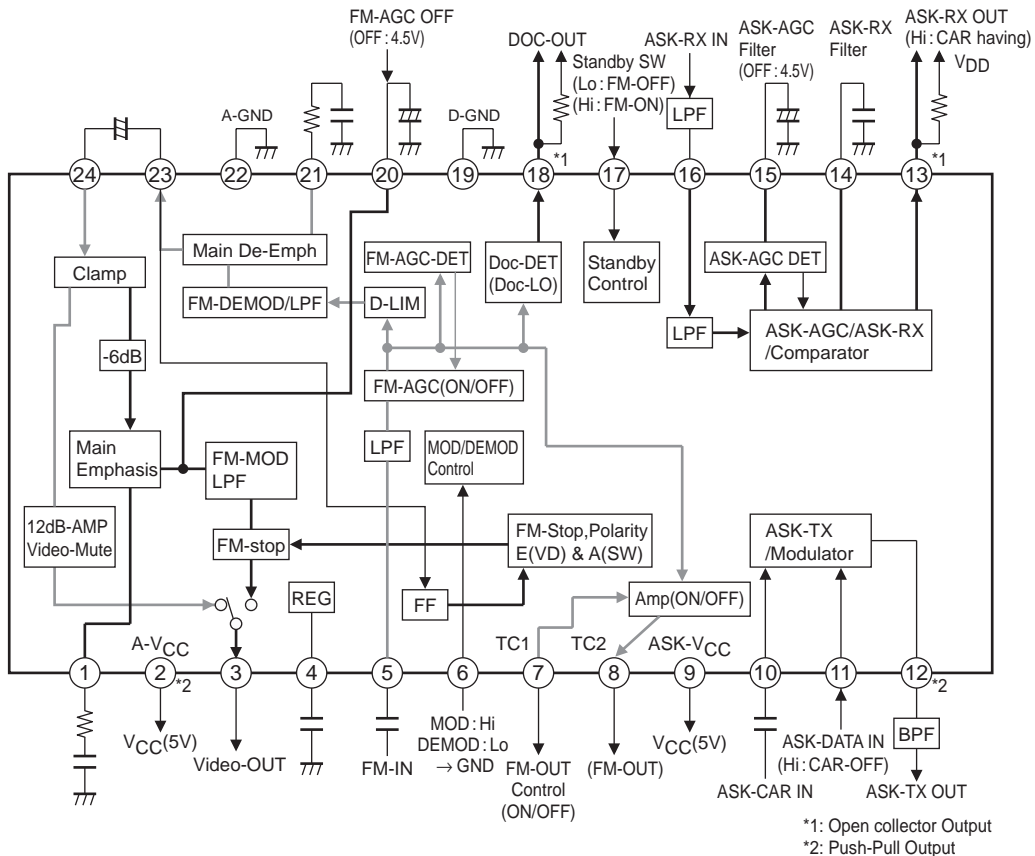 FM-AGC OFF
(OFF : 4.5V)
DOC-OUT
Standby SW
(Lo : FM-OFF)
(Hi : FM-ON)
ASK-RX IN
ASK-AGC
Filter
(OFF : 4.5V)
ASK-RX
Filter
ASK-RX OUT
(Hi : CAR having)
VDD
A-GND
D-GND
LPF
*1
*1
24
23
22
21
20
19
18
17
16
15
14
13
Clamp
Main De-Emph
FM-AGC-DET
Doc-DET
(Doc-LO)
Standby
Control
ASK-AGC DET
FM-DEMOD/LPF
D-LIM
LPF
ASK-AGC/ASK-RX
/Comparator
-6dB
FM-AGC(ON/OFF)
Main
Emphasis
FM-MOD
LPF
LPF
MOD/DEMOD
Control
12dB-AMP
Video-Mute
FM-stop
FM-Stop,Polarity
E(VD) & A(SW)
ASK-TX
/Modulator
REG
FF
Amp(ON/OFF)
A-VCC
TC1
TC2
ASK-VCC
1
2
3
4
5
6
7
8
9
10
11
12
*2
*2
VCC(5V)
Video-OUT
FM-IN
MOD : Hi
DEMOD : Lo
→ GND
FM-OUT
Control
(ON/OFF)
(FM-OUT)
VCC(5V)
ASK-CAR IN
ASK-DATA IN
(Hi : CAR-OFF)
BPF
ASK-TX OUT
*1: Open collector Output
*2: Push-Pull Output